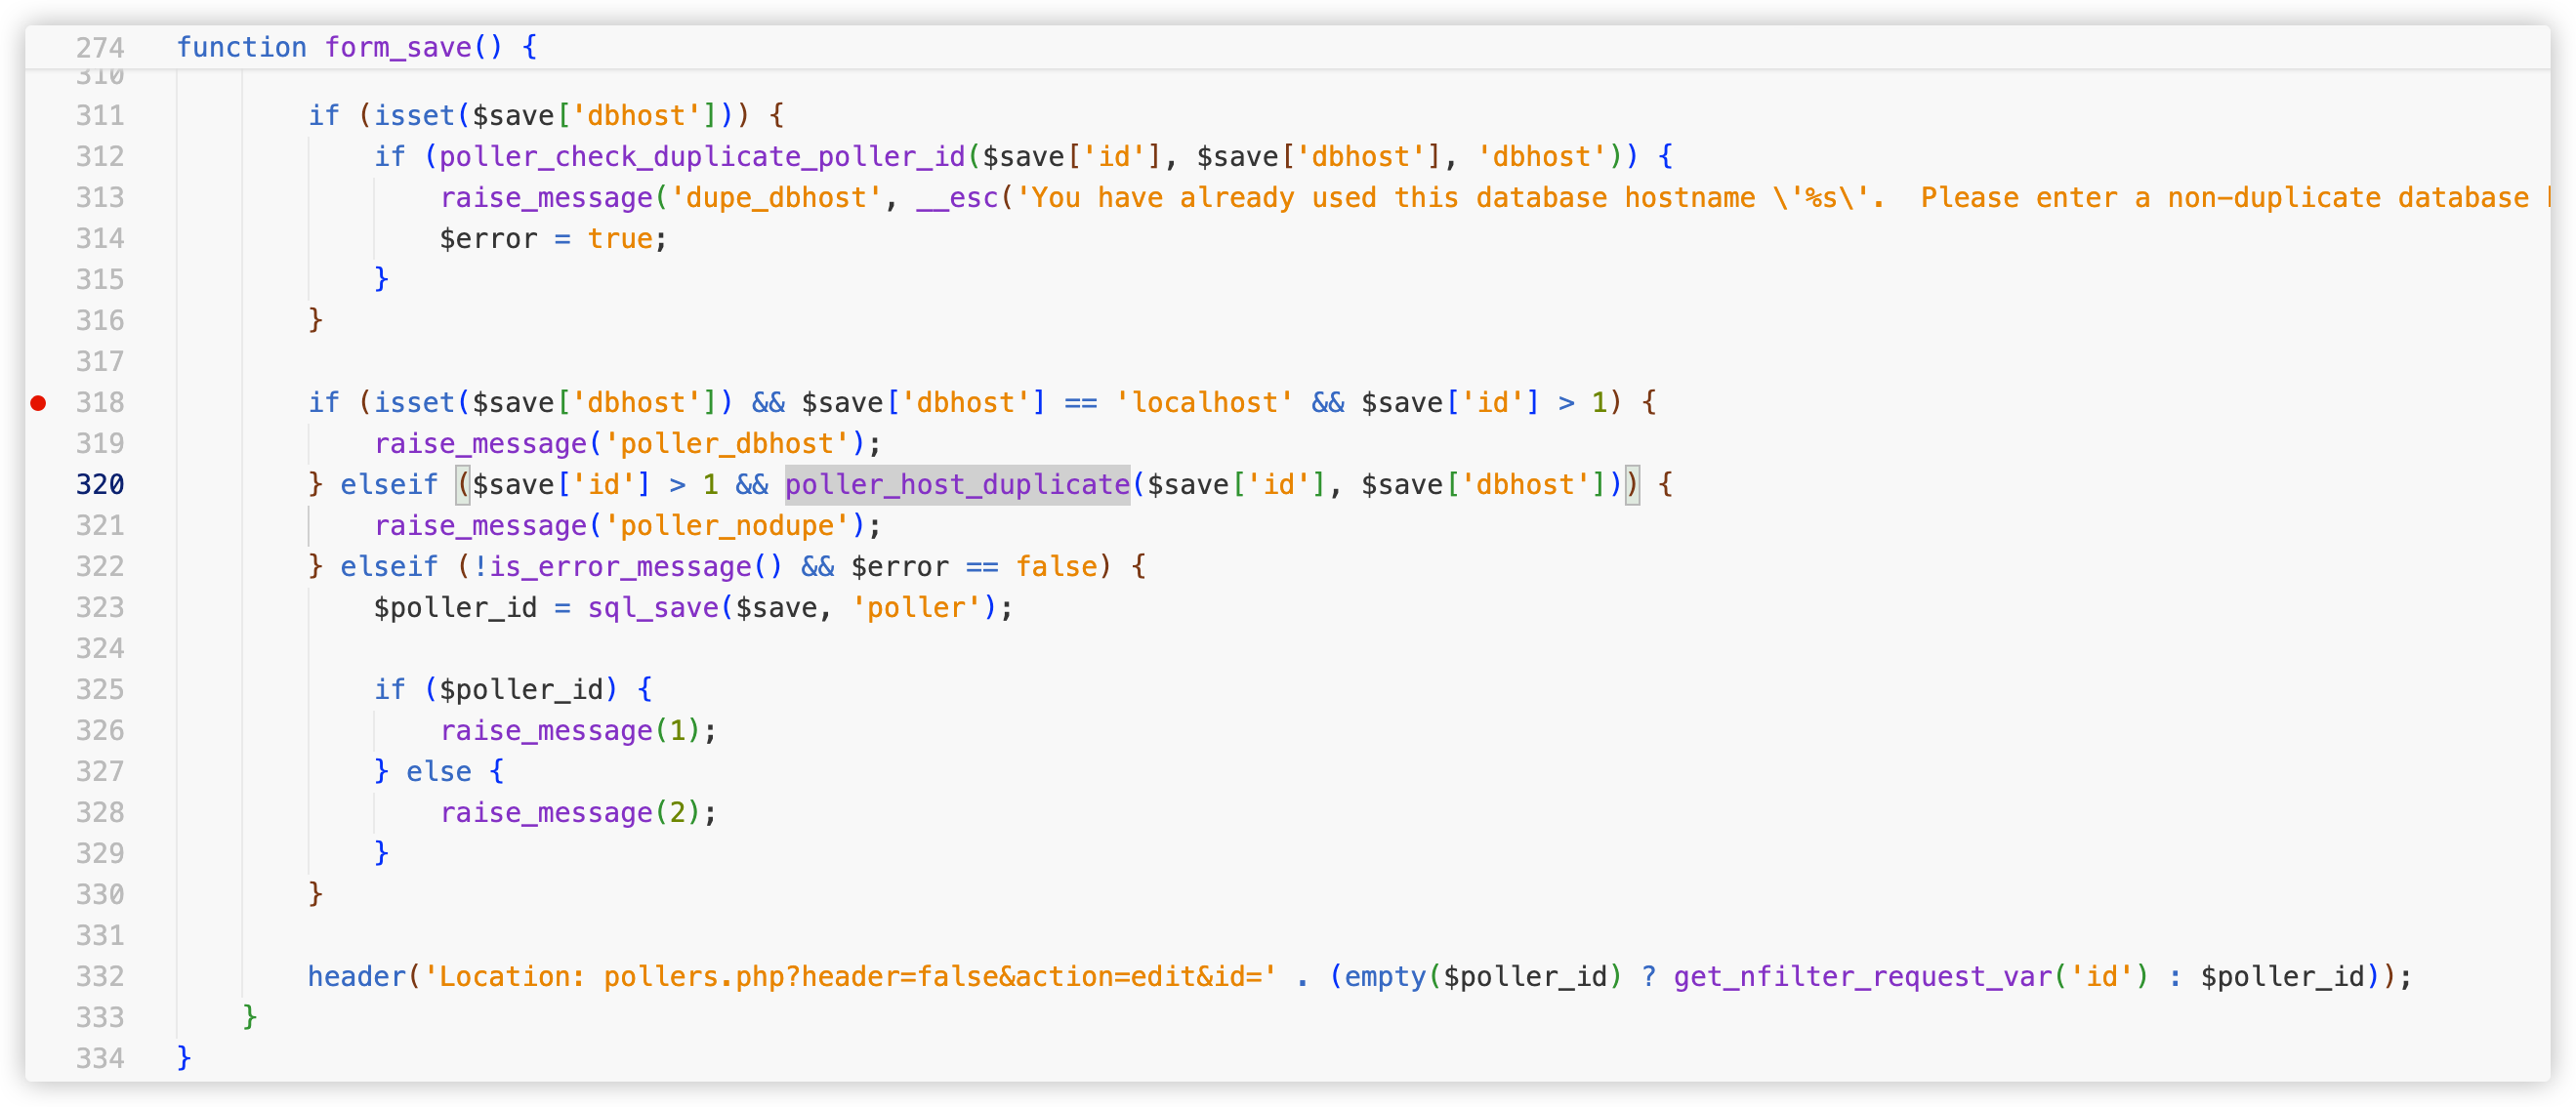 274 function form_save() {
310
311 if (isset($save['dbhost'])) {
312 if (poller_check_duplicate_poller_id($save['id'], $save['dbhost'], 'dbhost')) {
313 raise_message('dupe_dbhost', __esc('You have already used this database hostname \'%s\'.  Please enter a non-duplicate database
314 $error = true;
315 }
316 }
317
318 if (isset($save['dbhost']) && $save['dbhost'] == 'localhost' && $save['id'] > 1) {
319 raise_message('poller_dbhost');
320 } elseif ($save['id'] > 1 && poller_host_duplicate($save['id'], $save['dbhost'])) {
321 raise_message('poller_nodupe');
322 } elseif (!is_error_message() && $error == false) {
323 $poller_id = sql_save($save, 'poller');
324
325 if ($poller_id) {
326 raise_message(1);
327 } else {
328 raise_message(2);
329 }
330 }
331
332 header('Location: pollers.php?header=false&action=edit&id=' . (empty($poller_id) ? get_nfilter_request_var('id') : $poller_id));
333 }
334 }